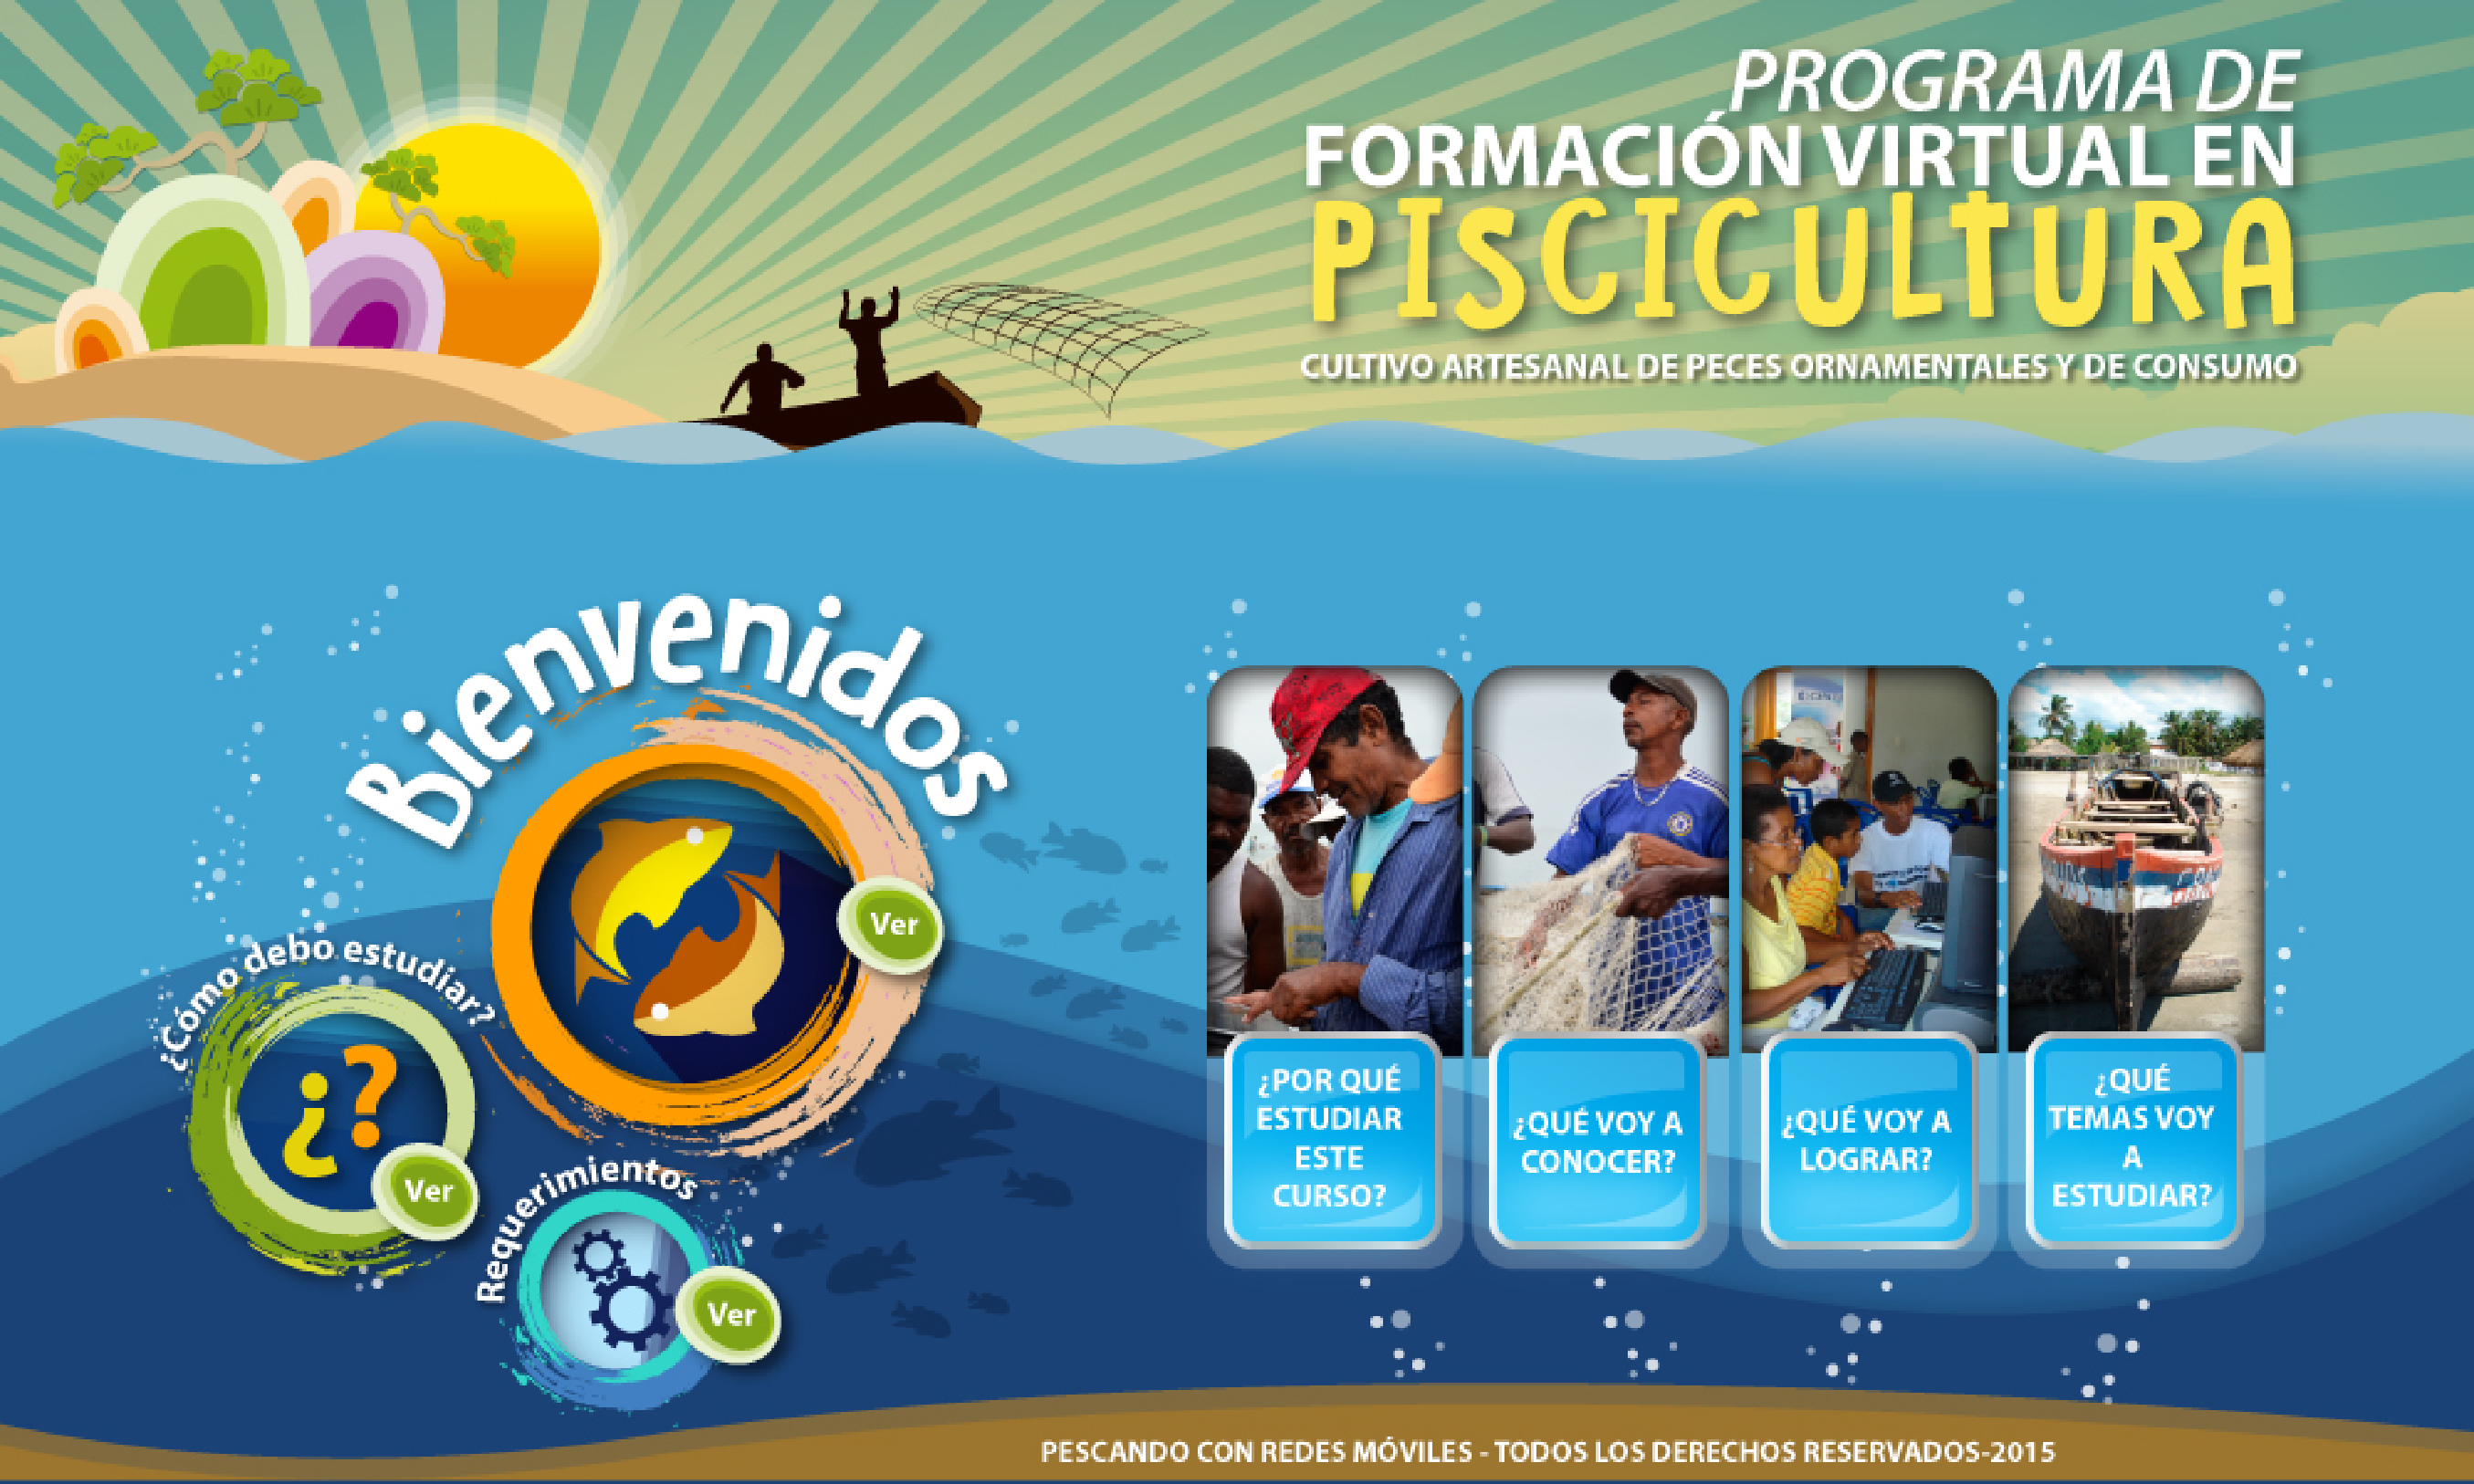 PROGRAMA DE
FORMACIÓN VIRTUAL EN
PISCICULTURA
CULTIVO ARTESANAL DE PECES ORNAMENTALES Y DE CONSUMO
Bienvenidos
Ver
¿Cómo debo estudiar?
¿?
Ver
Requerimientos
Ver
¿POR QUÉ
ESTUDIAR
ESTE
CURSO?
¿QUÉ VOY A
CONOCER?
¿QUÉ VOY A
LOGRAR?
¿QUÉ
TEMAS VOY
A
ESTUDIAR?
PESCANDO CON REDES MÓVILES - TODOS LOS DERECHOS RESERVADOS-2015